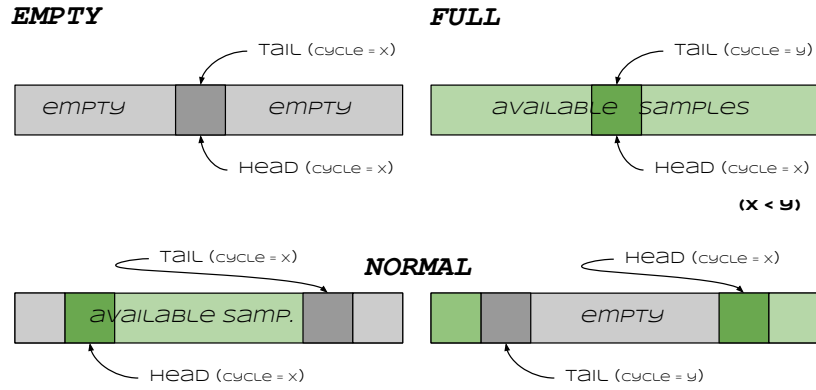 EMPTY
TAIL (CYCLE = X)
EMPTY EMPTY
HEAD (CYCLE = X)
FULL
TAIL (CYCLE = Y)
AVAILABLE SAMPLES
HEAD (CYCLE = X)
(X < Y)
NORMAL
TAIL (CYCLE = X)
AVAILABLE SAMP.
HEAD (CYCLE = X)
HEAD (CYCLE = X)
EMPTY
TAIL (CYCLE = Y)